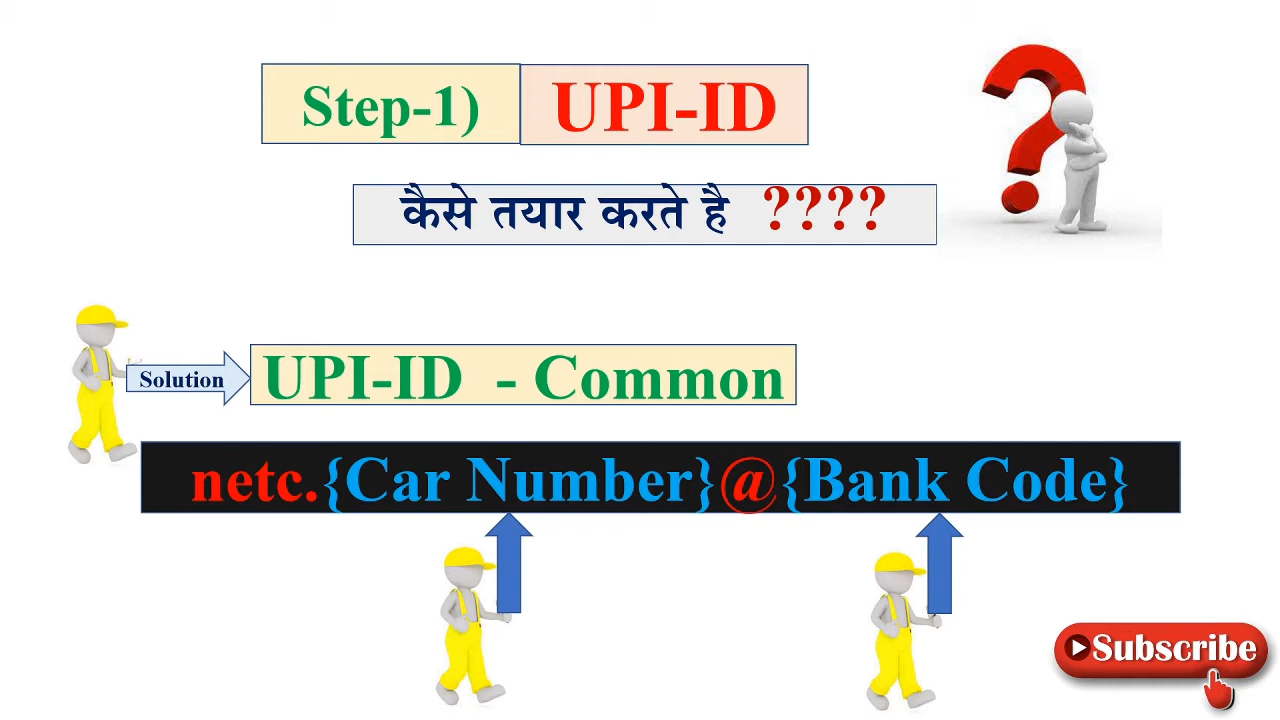 Step-1) UPI-ID
कैसे तयार करते है ????
Solution
UPI-ID - Common
netc.{Car Number}@{Bank Code}
Subscribe